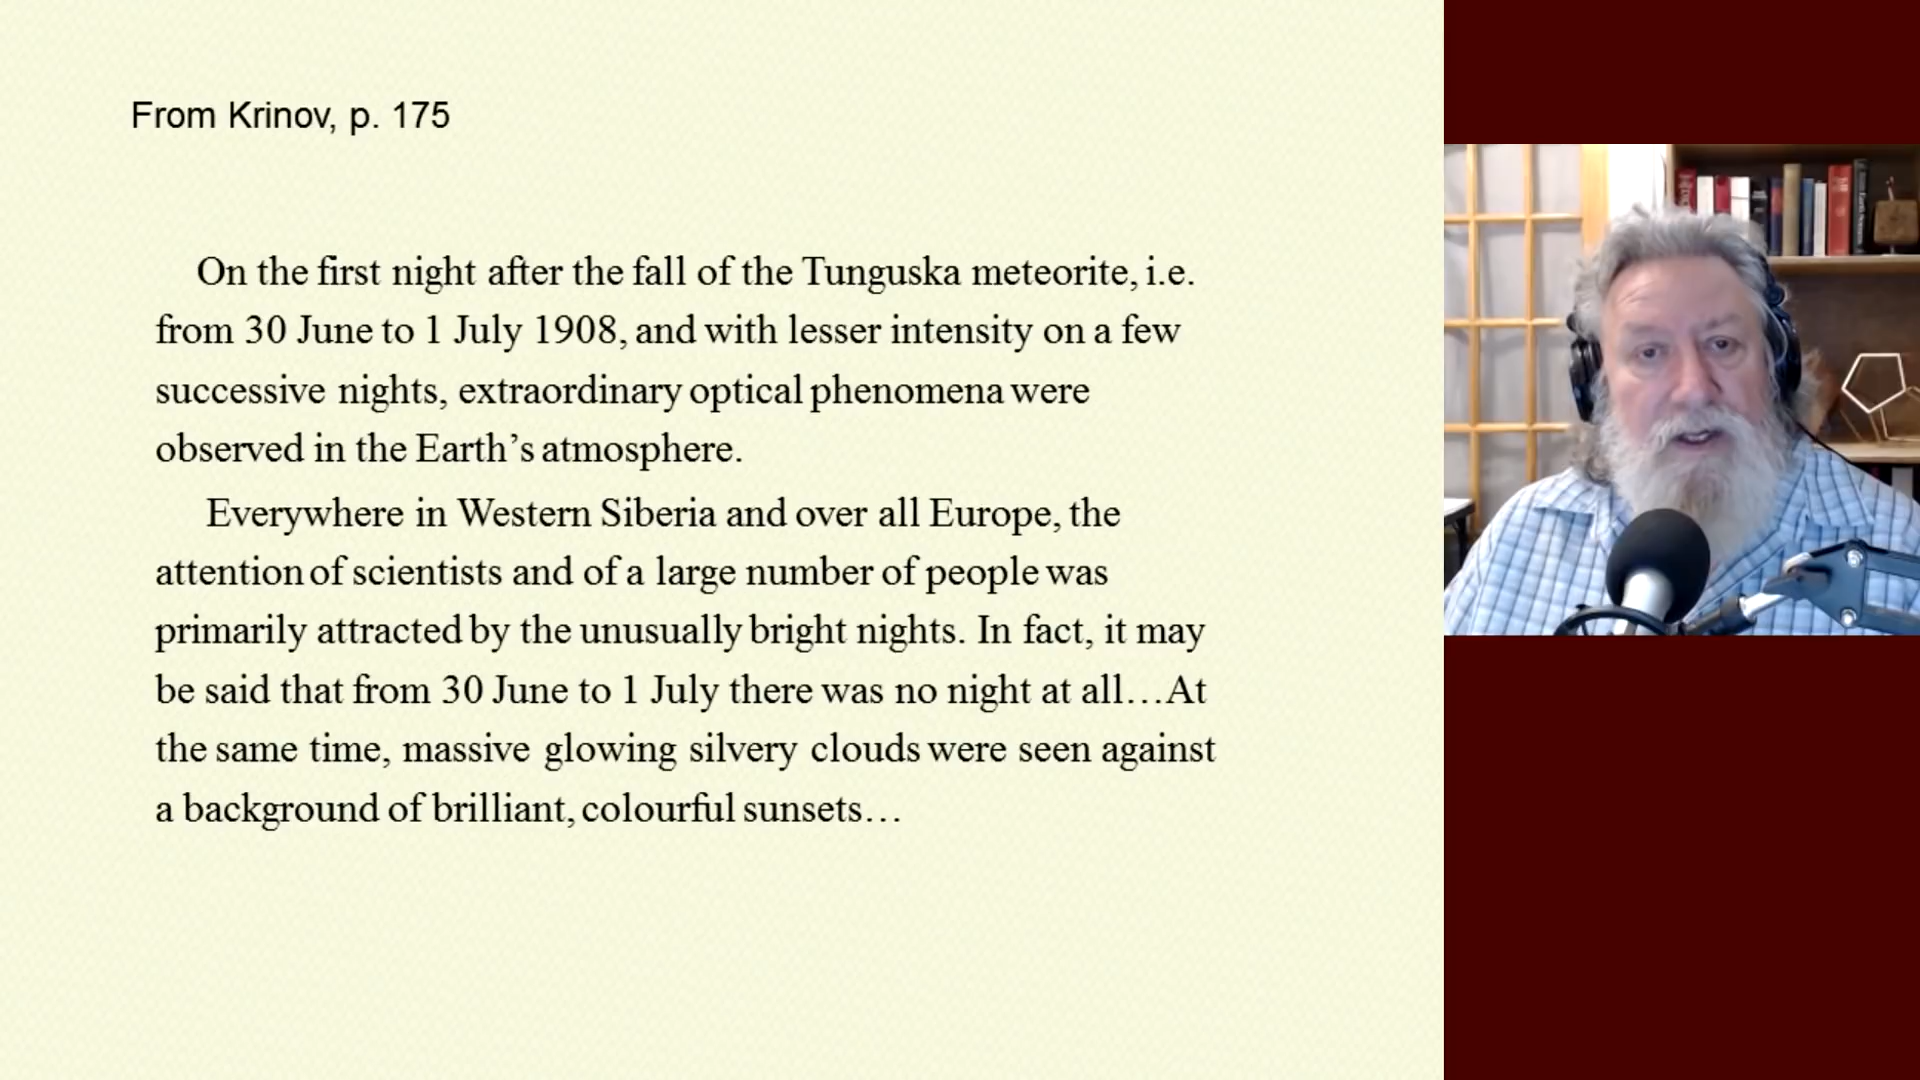 From Krinov, p. 175
On the first night after the fall of the Tunguska meteorite, i.e.
from 30 June to 1 July 1908, and with lesser intensity on a few
successive nights, extraordinary optical phenomena were
observed in the Earth’s atmosphere.
Everywhere in Western Siberia and over all Europe, the
attention of scientists and of a large number of people was
primarily attracted by the unusually bright nights. In fact, it may
be said that from 30 June to 1 July there was no night at all…At
the same time, massive glowing silvery clouds were seen against
a background of brilliant, colourful sunsets…